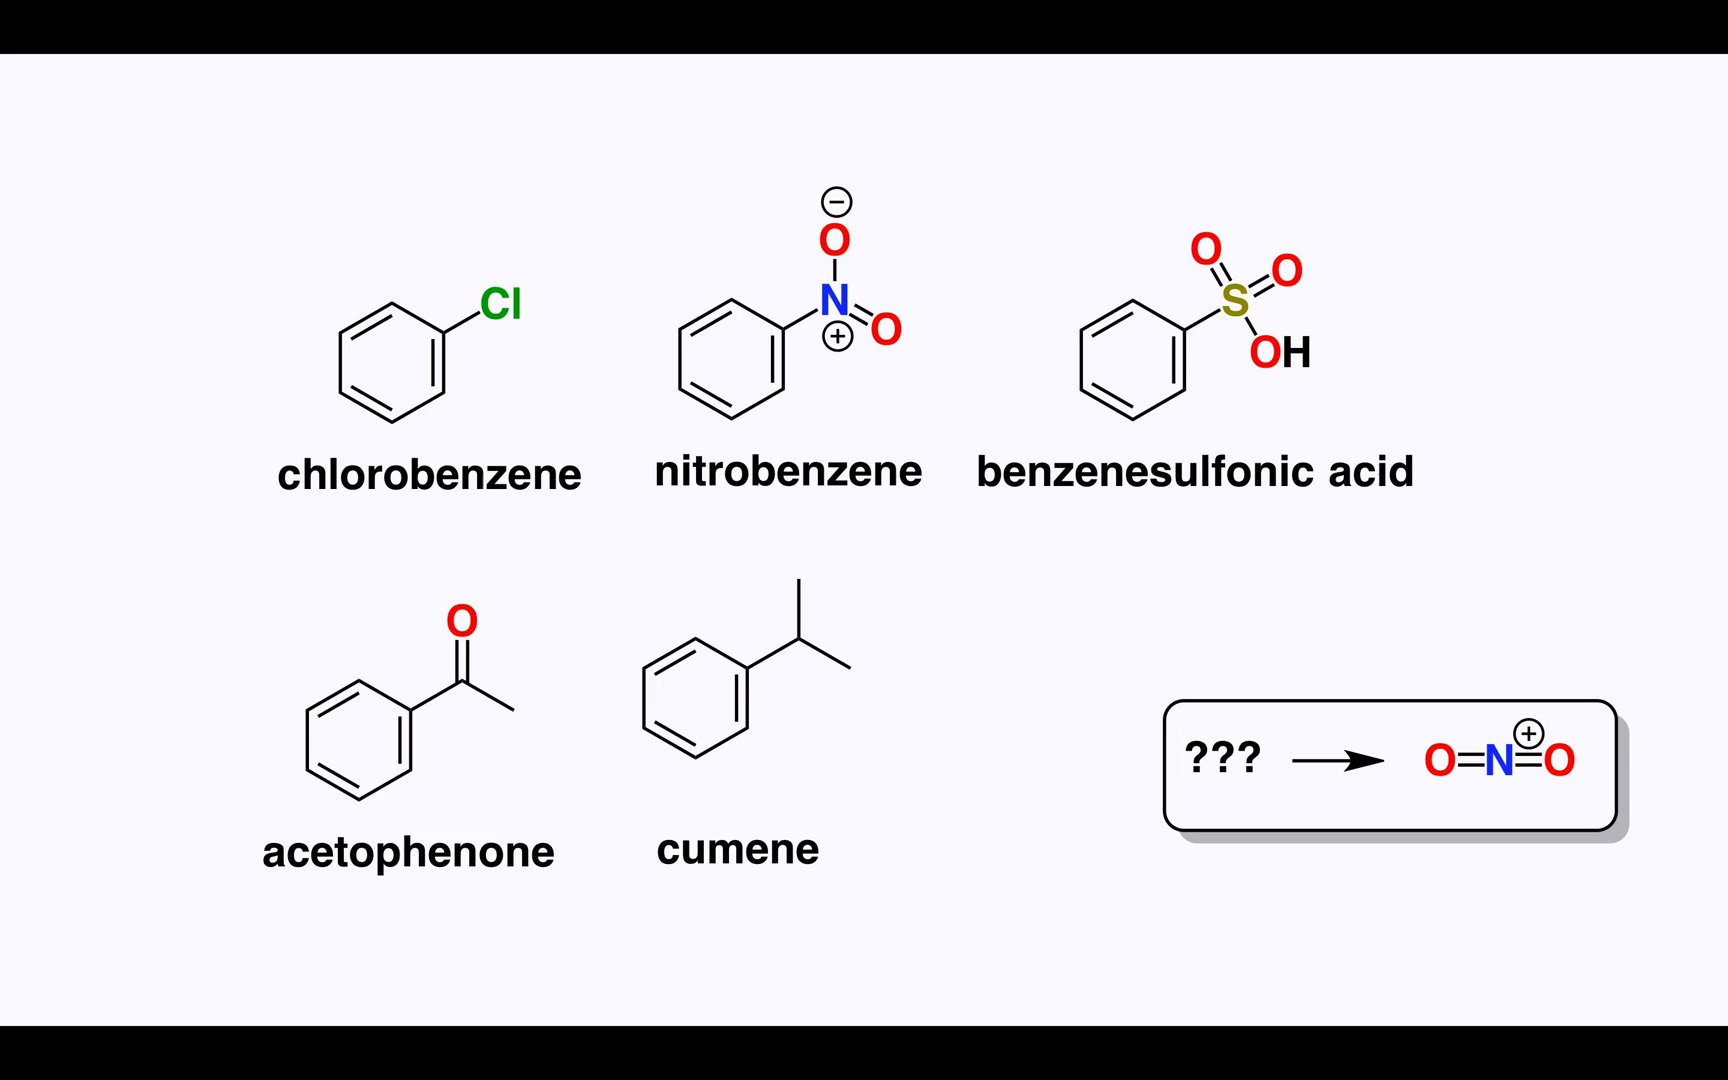 Cl
⊖
O
N
⊕
O
O
O
S
OH
chlorobenzene
nitrobenzene
benzenesulfonic acid
O
acetophenone
cumene
??? → O=N=O
⊕